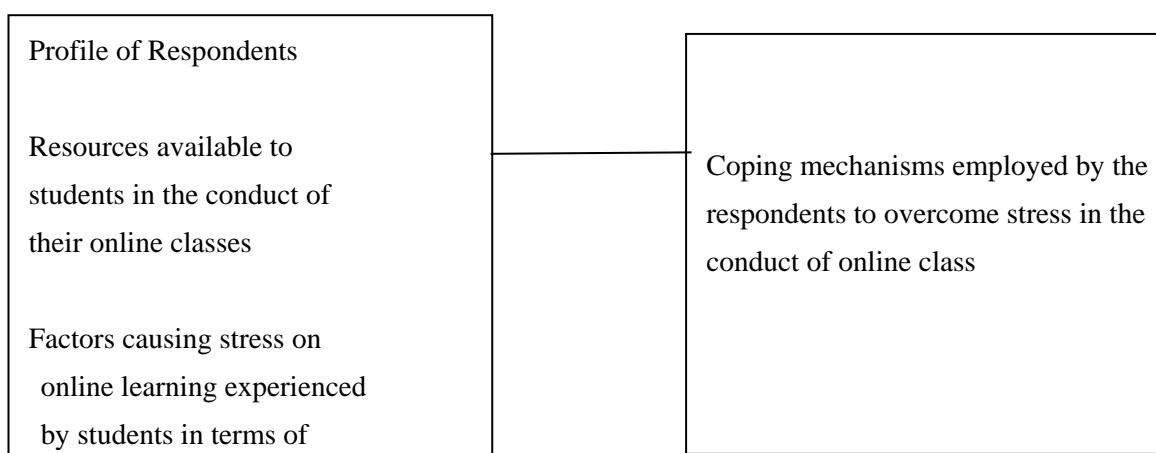 Profile of Respondents
Resources available to
students in the conduct of
their online classes
Factors causing stress on
online learning experienced
by students in terms of
Coping mechanisms employed by the
respondents to overcome stress in the
conduct of online class